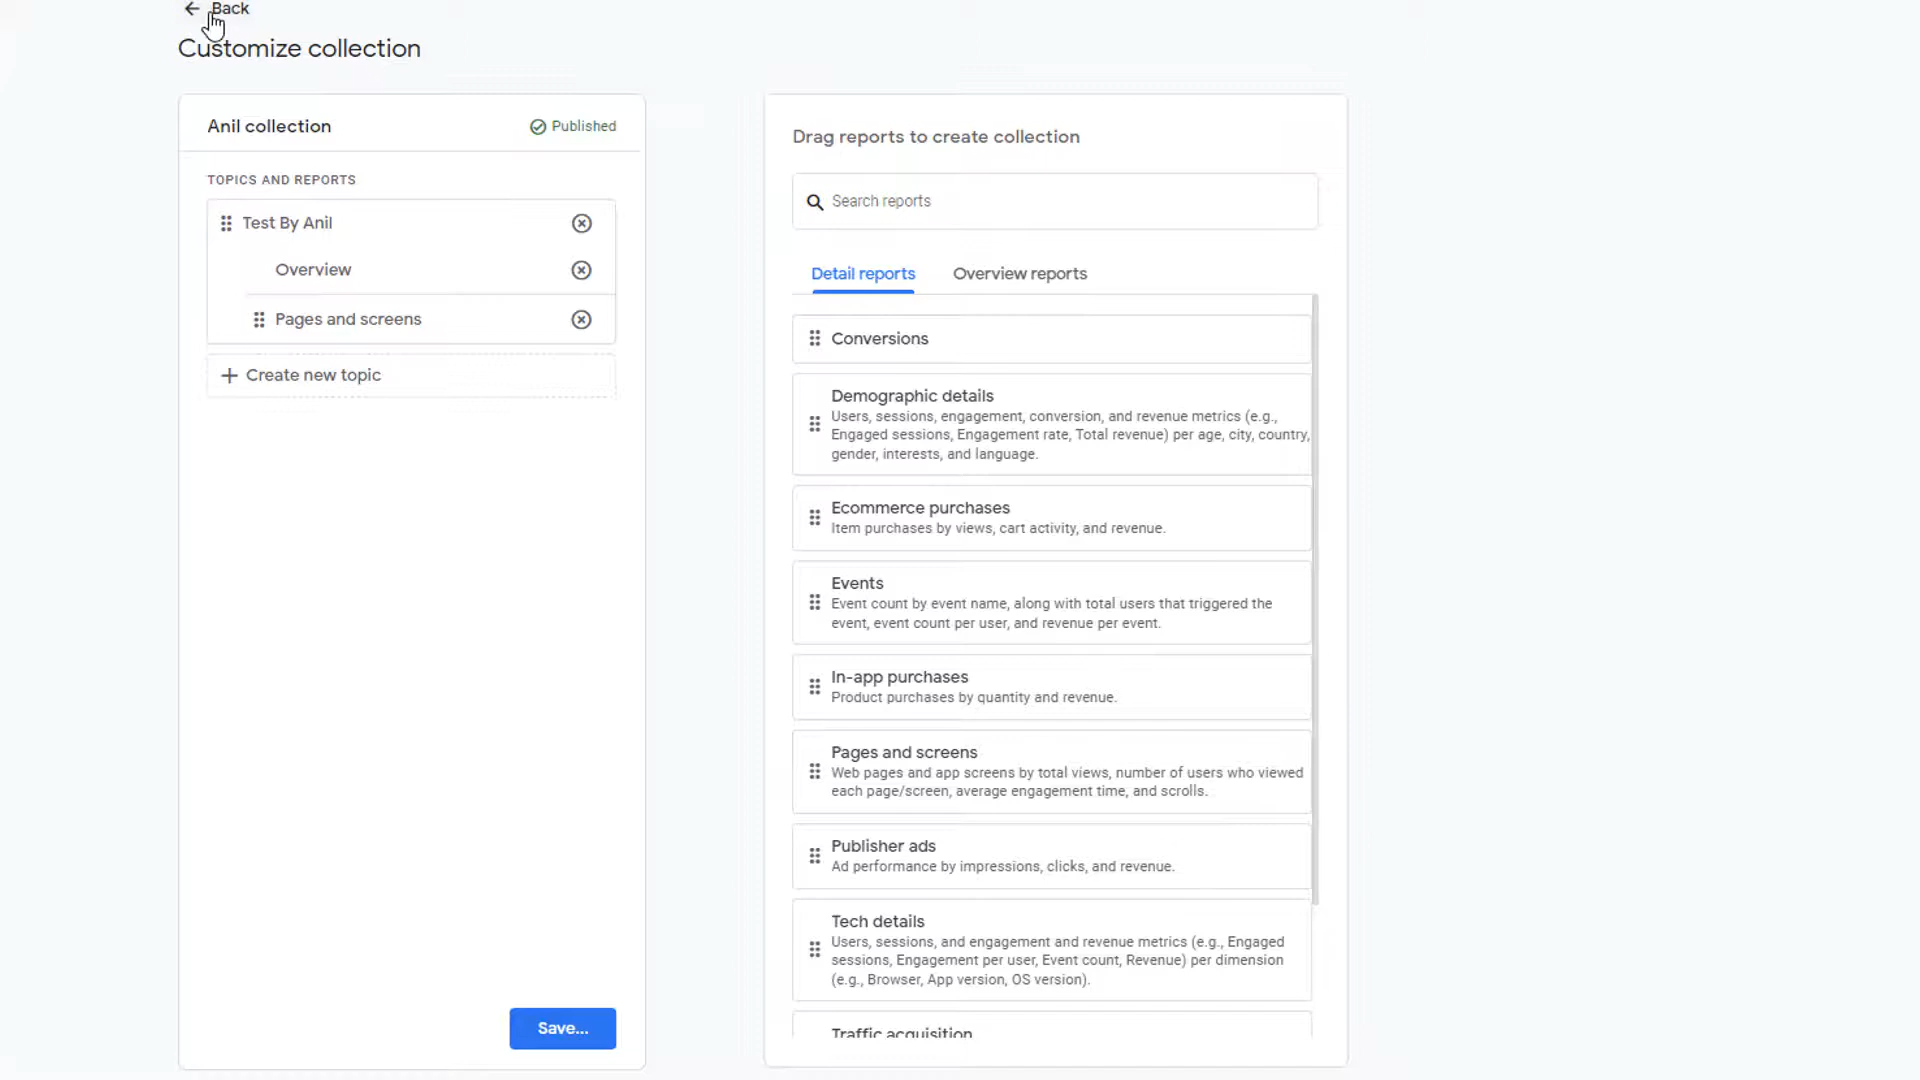 Back
Customize collection
Anil collection
Published
TOPICS AND REPORTS
Test By Anil
Overview
Pages and screens
Create new topic
Save...
Drag reports to create collection
Search reports
Detail reports
Overview reports
Conversions
Demographic details
Users, sessions, engagement, conversion, and revenue metrics (e.g.,
Engaged sessions, Engagement rate, Total revenue) per age, city, country,
gender, interests, and language.
Ecommerce purchases
Item purchases by views, cart activity, and revenue.
Events
Event count by event name, along with total users that triggered the
event, event count per user, and revenue per event.
In-app purchases
Product purchases by quantity and revenue.
Pages and screens
Web pages and app screens by total views, number of users who viewed
each page/screen, average engagement time, and scrolls.
Publisher ads
Ad performance by impressions, clicks, and revenue.
Tech details
Users, sessions, and engagement and revenue metrics (e.g., Engaged
sessions, Engagement per user, Event count, Revenue) per dimension
(e.g., Browser, App version, OS version).
Traffic acquisition